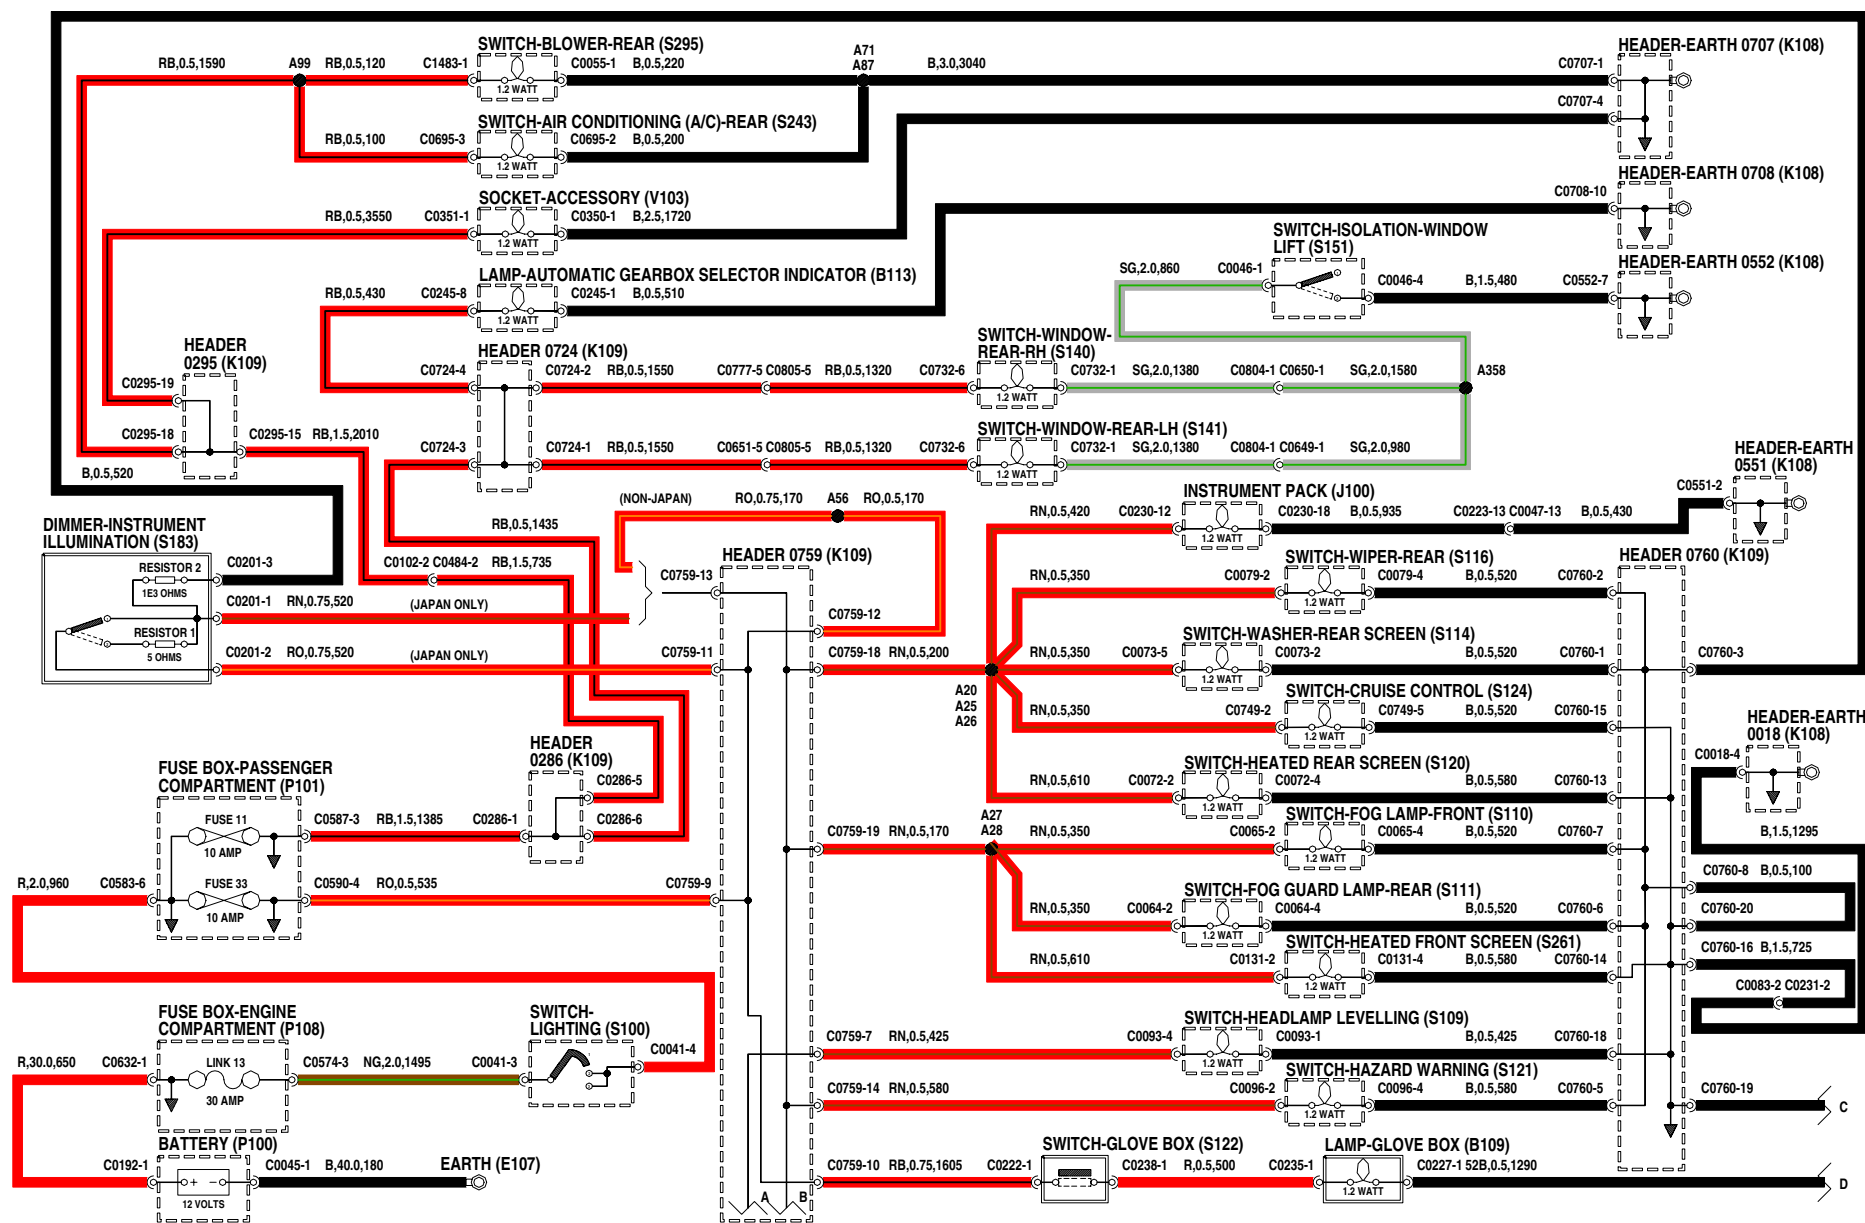 SWITCH-BLOWER-REAR (S295)
RB,0.5,1590
A99
RB,0.5,120
C1483-1
C0055-1
B,0.5,220
A71
A87
B,3.0,3040
1.2 WATT
HEADER-EARTH 0707 (K108)
C0707-1
C0707-4
SWITCH-AIR CONDITIONING (A/C)-REAR (S243)
RB,0.5,100
C0695-3
C0695-2
B,0.5,200
1.2 WATT
HEADER-EARTH 0708 (K108)
C0708-10
SOCKET-ACCESSORY (V103)
RB,0.5,3550
C0351-1
C0350-1
B,2.5,1720
1.2 WATT
SWITCH-ISOLATION-WINDOW
LIFT (S151)
SG,2.0,860
C0046-1
C0046-4
B,1.5,480
C0552-7
HEADER-EARTH 0552 (K108)
LAMP-AUTOMATIC GEARBOX SELECTOR INDICATOR (B113)
RB,0.5,430
C0245-8
C0245-1
B,0.5,510
1.2 WATT
HEADER
0295 (K109)
C0295-19
C0295-18
C0295-15
RB,1.5,2010
B,0.5,520
HEADER 0724 (K109)
C0724-4
C0724-2
RB,0.5,1550
C0777-5 C0805-5
RB,0.5,1320
C0732-6
SWITCH-WINDOW-
REAR-RH (S140)
1.2 WATT
C0732-1
SG,2.0,1380
C0804-1 C0650-1
SG,2.0,1580
A358
C0724-3
C0724-1
RB,0.5,1550
C0651-5 C0805-5
RB,0.5,1320
C0732-6
SWITCH-WINDOW-REAR-LH (S141)
1.2 WATT
C0732-1
SG,2.0,1380
C0804-1 C0649-1
SG,2.0,980
HEADER-EARTH
0551 (K108)
C0551-2
DIMMER-INSTRUMENT
ILLUMINATION (S183)
RESISTOR 2
1E3 OHMS
RESISTOR 1
5 OHMS
C0201-3
C0201-1
RN,0.75,520
(JAPAN ONLY)
C0201-2
RO,0.75,520
(JAPAN ONLY)
C0759-11
RB,0.5,1435
C0102-2 C0484-2
RB,1.5,735
(NON-JAPAN)
RO,0.75,170
A56
RO,0.5,170
HEADER 0759 (K109)
C0759-13
C0759-12
C0759-18
RN,0.5,200
A20
A25
A26
INSTRUMENT PACK (J100)
RN,0.5,420
C0230-12
C0230-18
B,0.5,935
C0223-13 C0047-13
B,0.5,430
1.2 WATT
SWITCH-WIPER-REAR (S116)
RN,0.5,350
C0079-2
C0079-4
B,0.5,520
C0760-2
1.2 WATT
HEADER 0760 (K109)
SWITCH-WASHER-REAR SCREEN (S114)
RN,0.5,350
C0073-5
C0073-2
B,0.5,520
C0760-1
C0760-3
1.2 WATT
SWITCH-CRUISE CONTROL (S124)
RN,0.5,350
C0749-2
C0749-5
B,0.5,520
C0760-15
1.2 WATT
SWITCH-HEATED REAR SCREEN (S120)
RN,0.5,610
C0072-2
C0072-4
B,0.5,580
C0760-13
1.2 WATT
HEADER-EARTH
0018 (K108)
C0018-4
B,1.5,1295
HEADER
0286 (K109)
C0286-5
C0286-6
C0286-1
FUSE BOX-PASSENGER
COMPARTMENT (P101)
FUSE 11
10 AMP
FUSE 33
10 AMP
C0587-3
RB,1.5,1385
R,2.0,960
C0583-6
C0590-4
RO,0.5,535
C0759-9
SWITCH-FOG LAMP-FRONT (S110)
C0759-19
RN,0.5,170
A27
A28
RN,0.5,350
C0065-2
C0065-4
B,0.5,520
C0760-7
1.2 WATT
C0760-8
B,0.5,100
SWITCH-FOG GUARD LAMP-REAR (S111)
RN,0.5,350
C0064-2
C0064-4
B,0.5,520
C0760-6
C0760-20
1.2 WATT
SWITCH-HEATED FRONT SCREEN (S261)
RN,0.5,610
C0131-2
C0131-4
B,0.5,580
C0760-14
C0760-16
B,1.5,725
C0083-2 C0231-2
1.2 WATT
FUSE BOX-ENGINE
COMPARTMENT (P108)
LINK 13
30 AMP
R,30.0,650
C0632-1
C0574-3
NG,2.0,1495
C0041-3
SWITCH-
LIGHTING (S100)
C0041-4
SWITCH-HEADLAMP LEVELLING (S109)
C0759-7
RN,0.5,425
C0093-4
C0093-1
B,0.5,425
C0760-18
1.2 WATT
SWITCH-HAZARD WARNING (S121)
C0759-14
RN,0.5,580
C0096-2
C0096-4
B,0.5,580
C0760-5
C0760-19
C
1.2 WATT
BATTERY (P100)
C0192-1
12 VOLTS
C0045-1
B,40.0,180
EARTH (E107)
A
B
C0759-10
RB,0.75,1605
C0222-1
SWITCH-GLOVE BOX (S122)
C0238-1
R,0.5,500
C0235-1
LAMP-GLOVE BOX (B109)
1.2 WATT
C0227-1 52B,0.5,1290
D